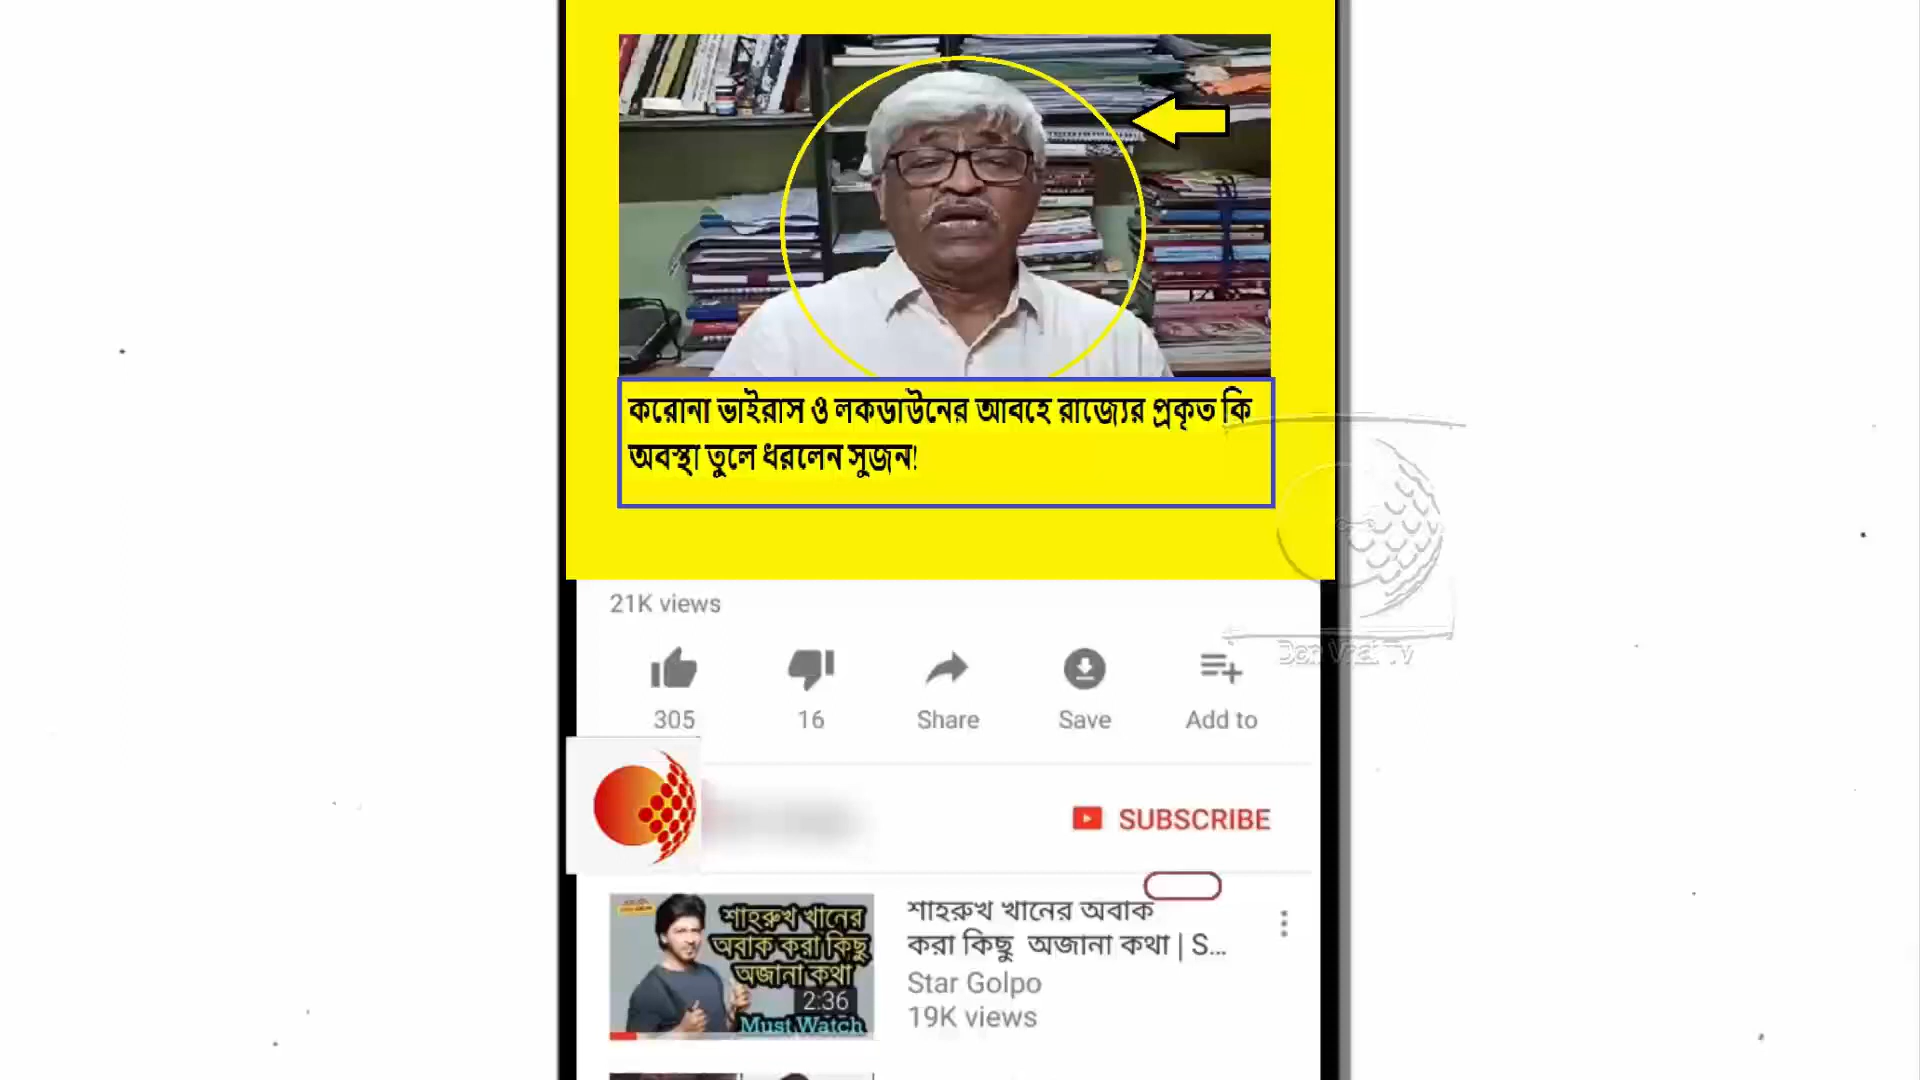 করোনা ভাইরাস ও লকডাউনের আবহে রাজ্যের প্রকৃত কি
অবস্থা তুলে ধরলেন সুজন!
21K views
305
16
Share
Save
Add to
SUBSCRIBE
শাহরুখ খানের
অবাক করা কিছু
অজানা কথা
2:36
Must Watch
শাহরুখ খানের অবাক
করা কিছু অজানা কথা | S...
Star Golpo
19K views